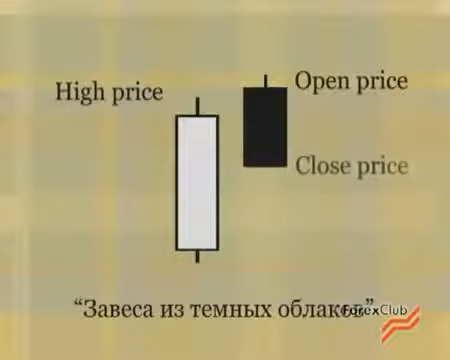 Open price
High price
Close price
“Завеса из темных облаков”
ForexClub